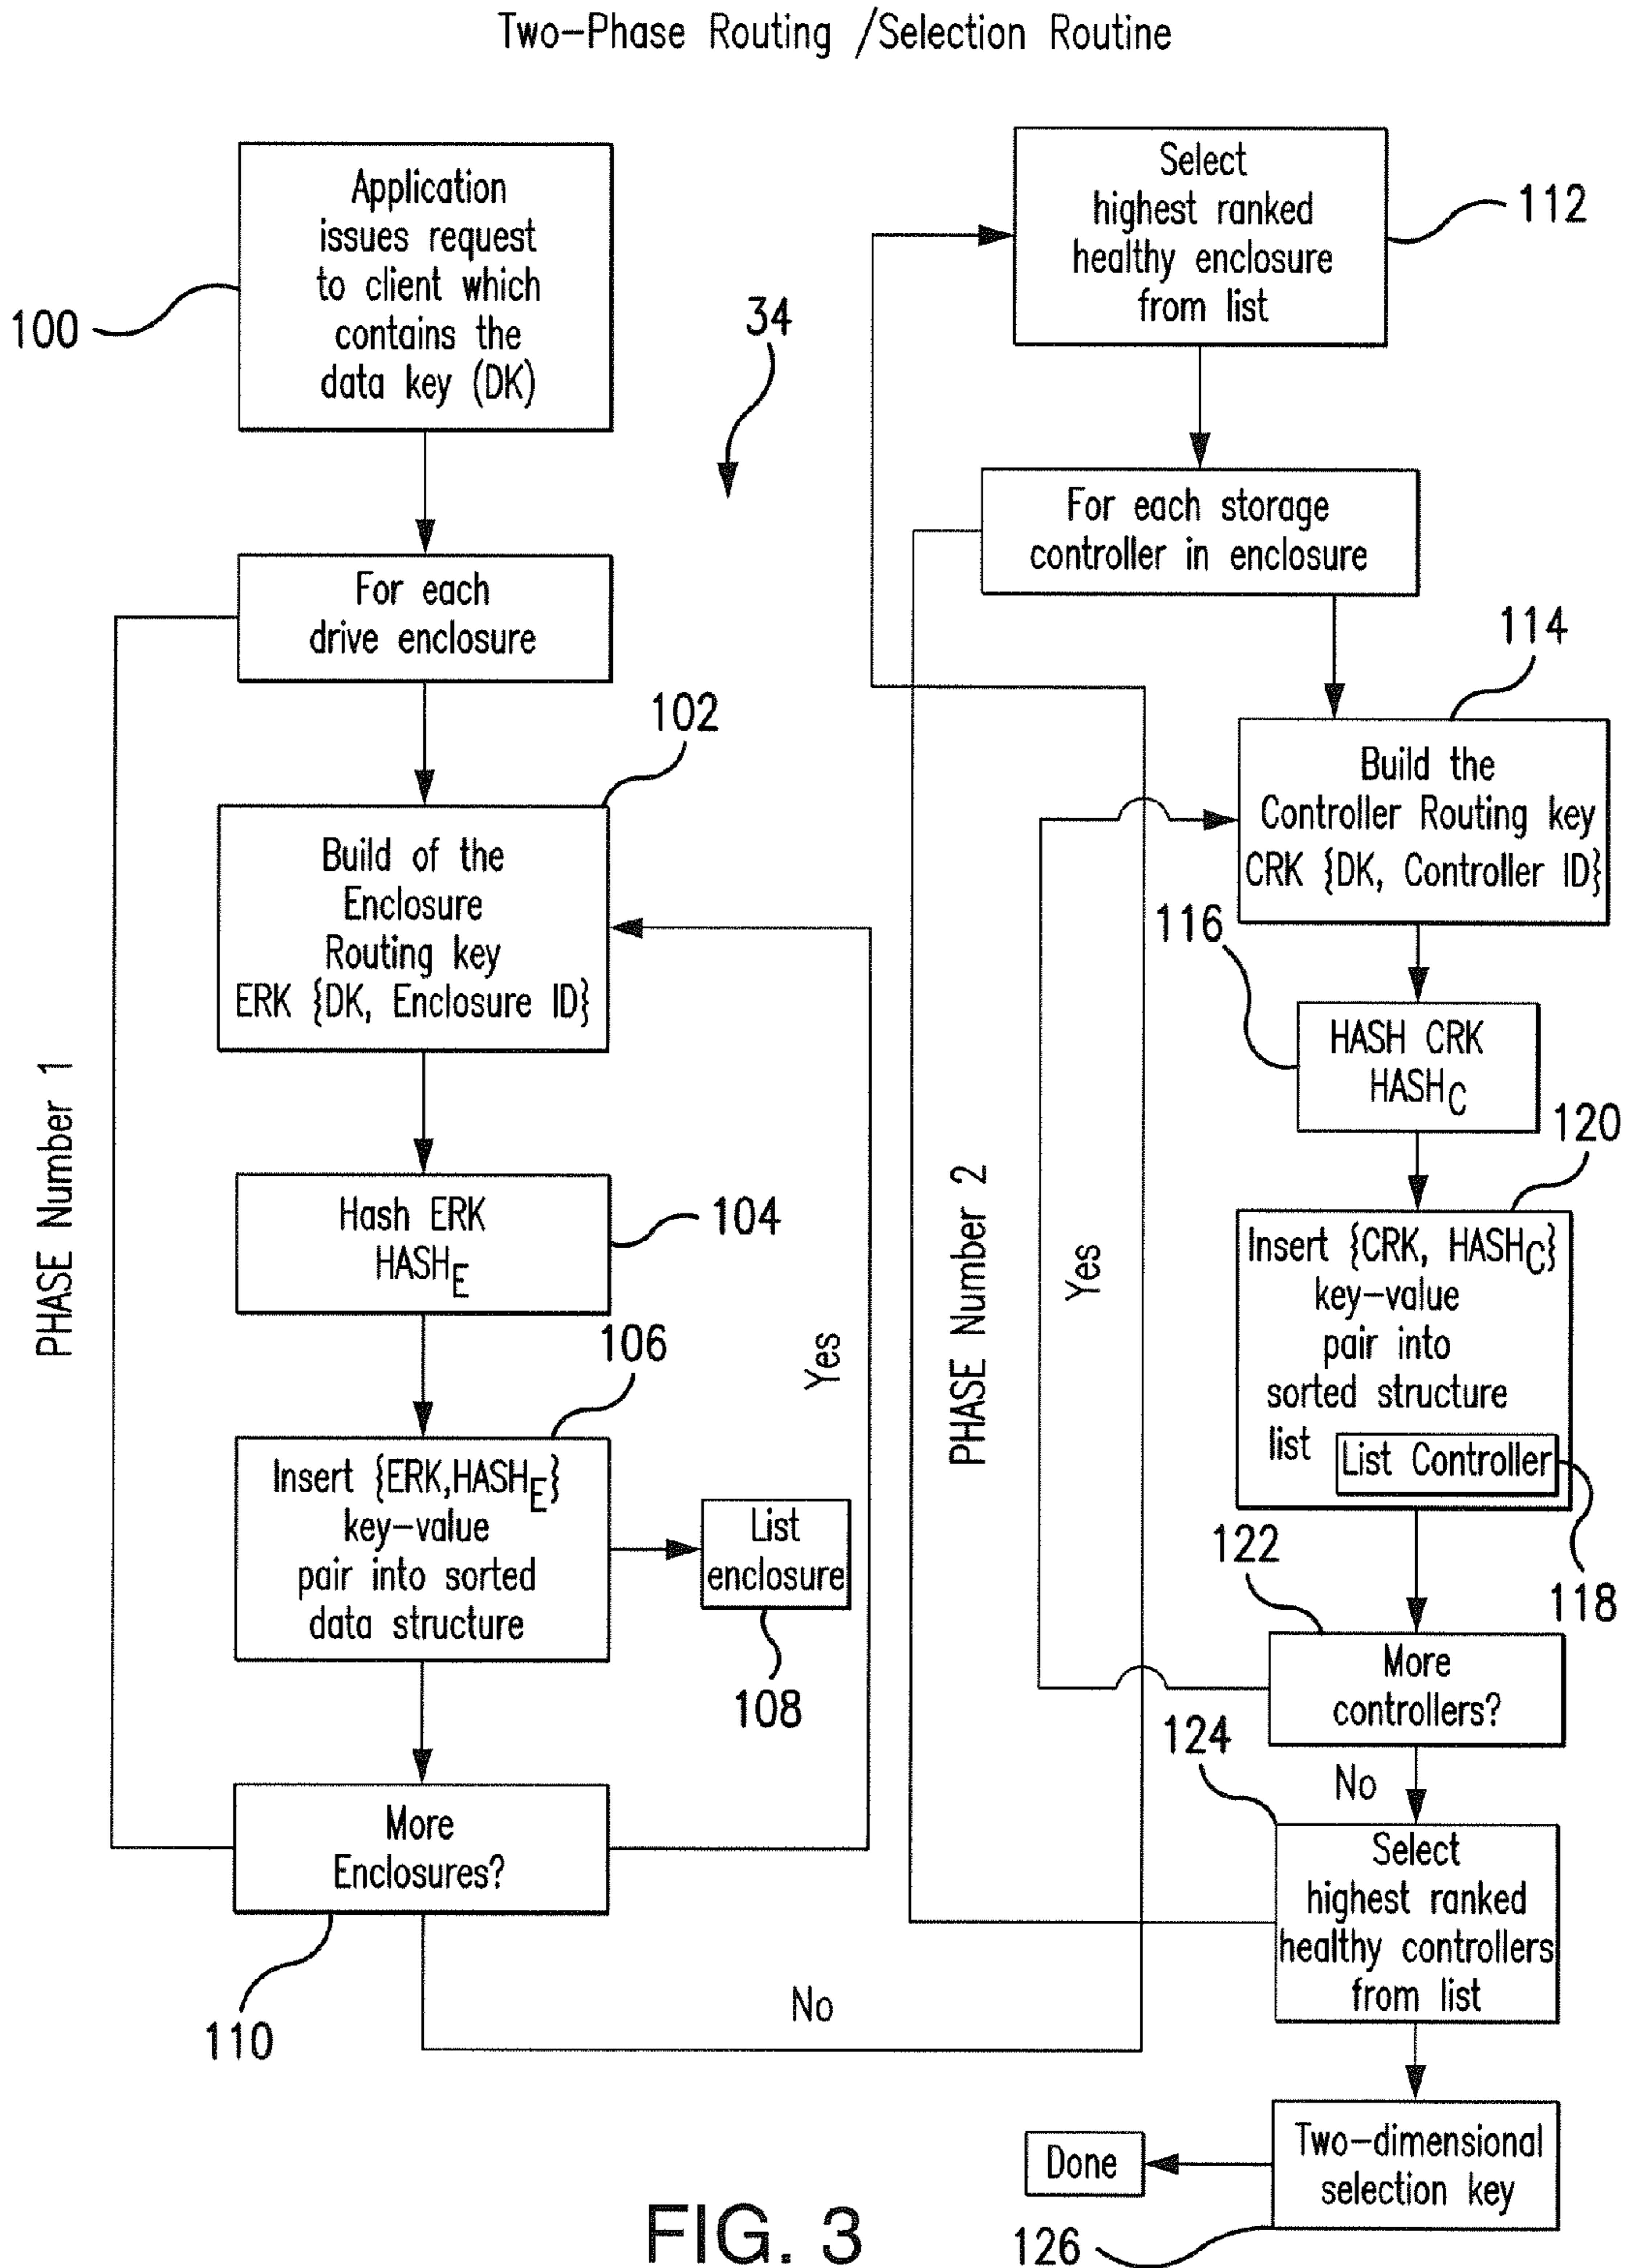 Two-Phase Routing /Selection Routine
Application
issues request
to client which
contains the
data key (DK)
100
34
For each
drive enclosure
102
Build of the
Enclosure
Routing key
ERK {DK, Enclosure ID}
PHASE Number 1
Hash ERK
HASHE
104
106
Insert {ERK,HASHE}
key-value
pair into sorted
data structure
List
enclosure
108
Yes
More
Enclosures?
110
No
Select
highest ranked
healthy enclosure
from list
112
For each storage
controller in enclosure
114
Build the
Controller Routing key
CRK {DK, Controller ID}
116
HASH CRK
HASHC
120
PHASE Number 2
Yes
Insert {CRK, HASHC}
key-value
pair into
sorted structure
list
List Controller
118
122
More
controllers?
124
No
Select
highest ranked
healthy controllers
from list
Two-dimensional
selection key
Done
126
FIG. 3